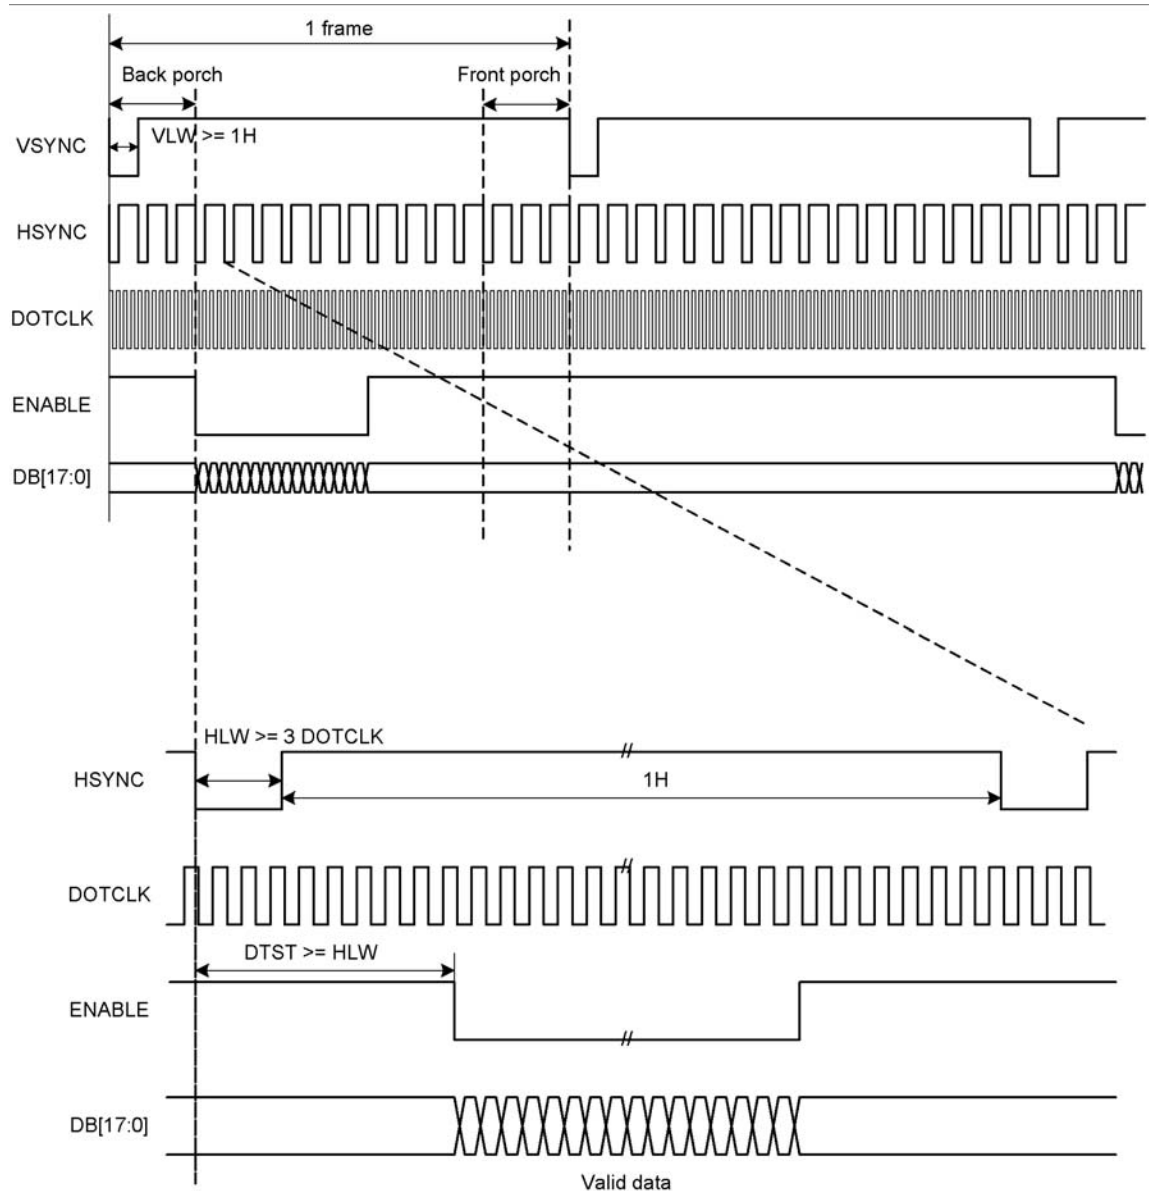 1 frame
Back porch
Front porch
VLW >= 1H
VSYNC
HSYNC
DOTCLK
ENABLE
DB[17:0]
HLW >= 3 DOTCLK
HSYNC
1H
DOTCLK
DTST >= HLW
ENABLE
DB[17:0]
Valid data